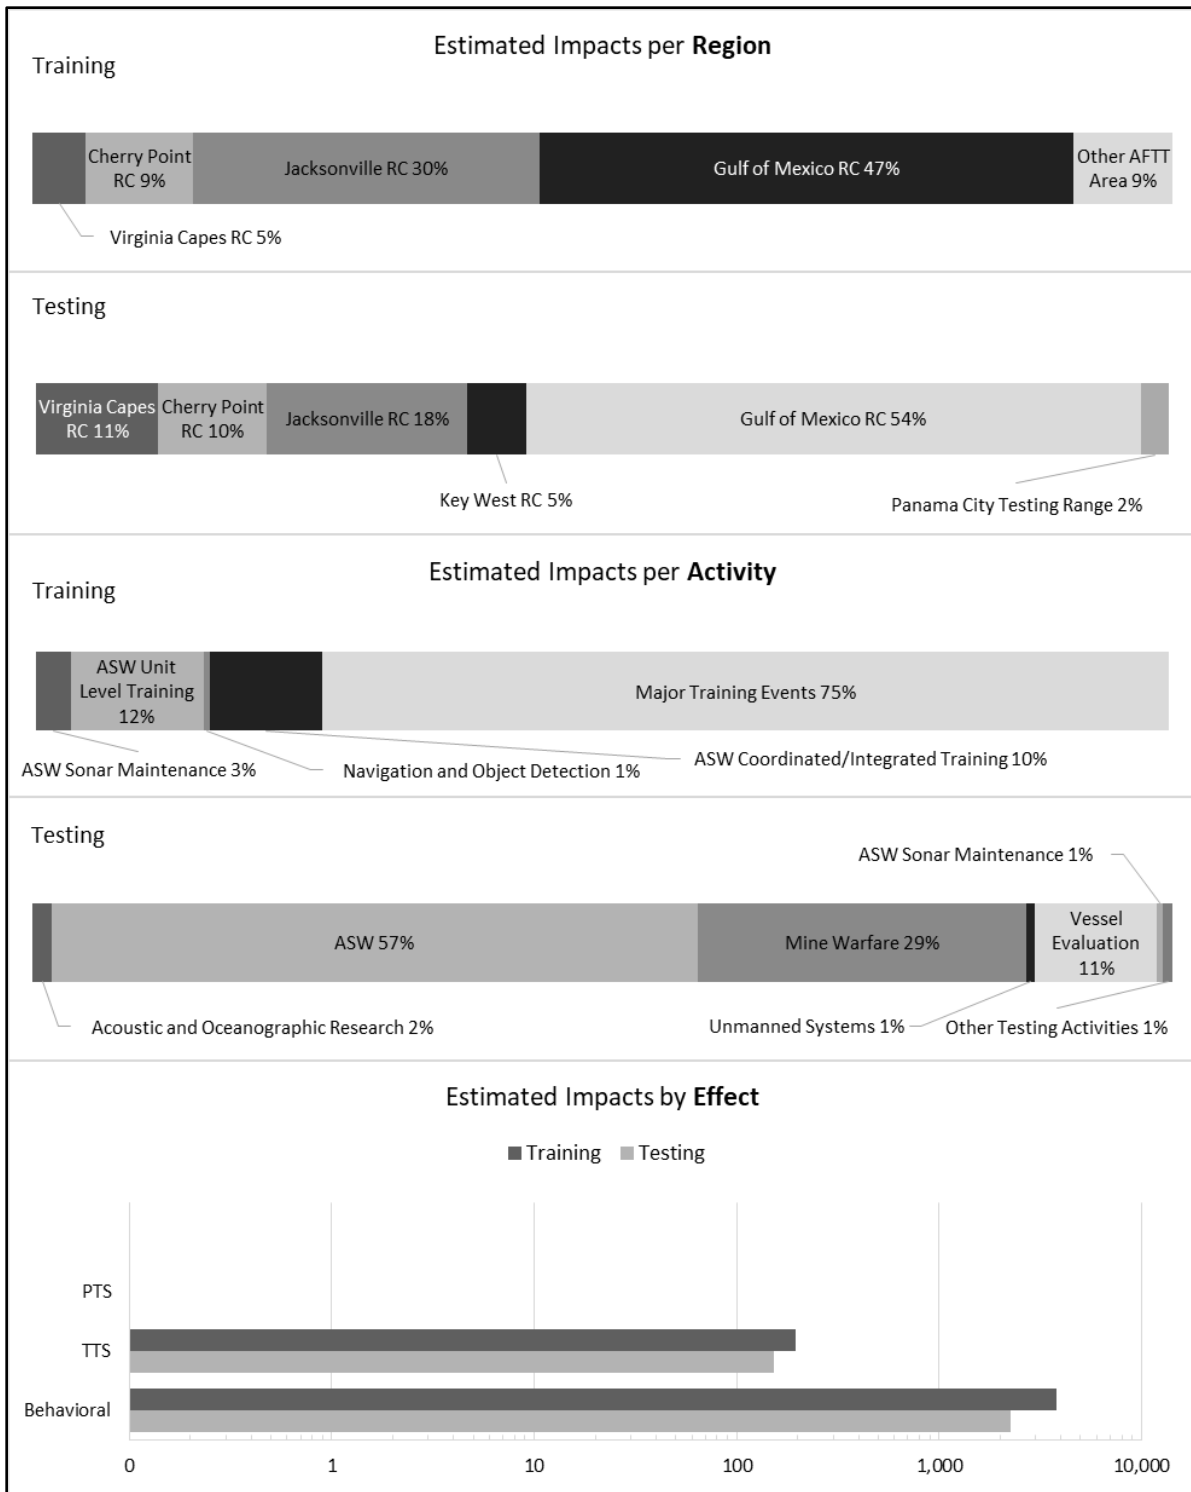 Estimated Impacts per Region
Training
Cherry Point
RC 9%
Jacksonville RC 30%
Gulf of Mexico RC 47%
Other AFTT
Area 9%
Virginia Capes RC 5%
Testing
Virginia Capes
RC 11%
Cherry Point
RC 10%
Jacksonville RC 18%
Gulf of Mexico RC 54%
Key West RC 5%
Panama City Testing Range 2%
Estimated Impacts per Activity
Training
ASW Unit
Level Training
12%
Major Training Events 75%
ASW Sonar Maintenance 3%
Navigation and Object Detection 1%
ASW Coordinated/Integrated Training 10%
Testing
ASW Sonar Maintenance 1%
ASW 57%
Mine Warfare 29%
Vessel
Evaluation
11%
Acoustic and Oceanographic Research 2%
Unmanned Systems 1%
Other Testing Activities 1%
Estimated Impacts by Effect
Training Testing
PTS
TTS
Behavioral
0 1 10 100 1,000 10,000